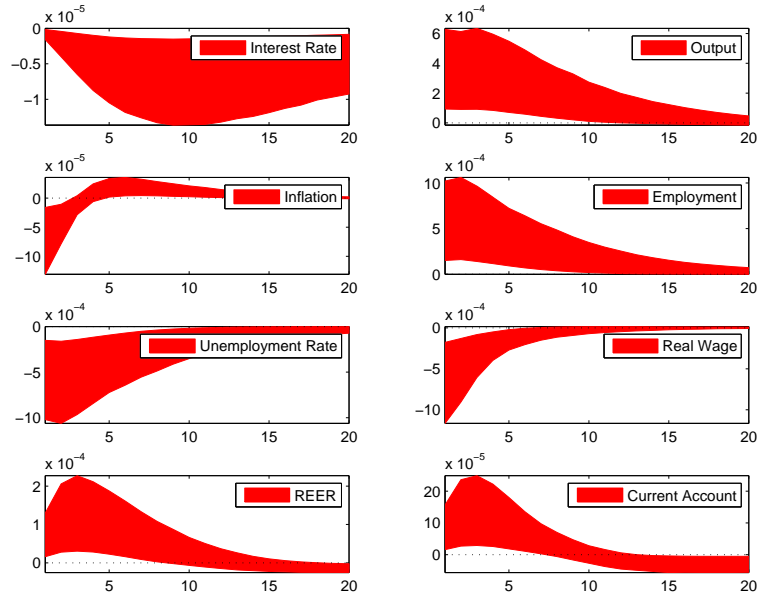 x 10⁻⁵
0
−0.5
−1
5 10 15 20
Interest Rate
x 10⁻⁴
6
4
2
0
5 10 15 20
Output
x 10⁻⁵
0
−5
−10
5 10 15 20
Inflation
x 10⁻⁴
10
5
0
5 10 15 20
Employment
x 10⁻⁴
0
−5
−10
5 10 15 20
Unemployment Rate
x 10⁻⁴
0
−5
−10
5 10 15 20
Real Wage
x 10⁻⁴
2
1
0
5 10 15 20
REER
x 10⁻⁵
20
10
0
5 10 15 20
Current Account